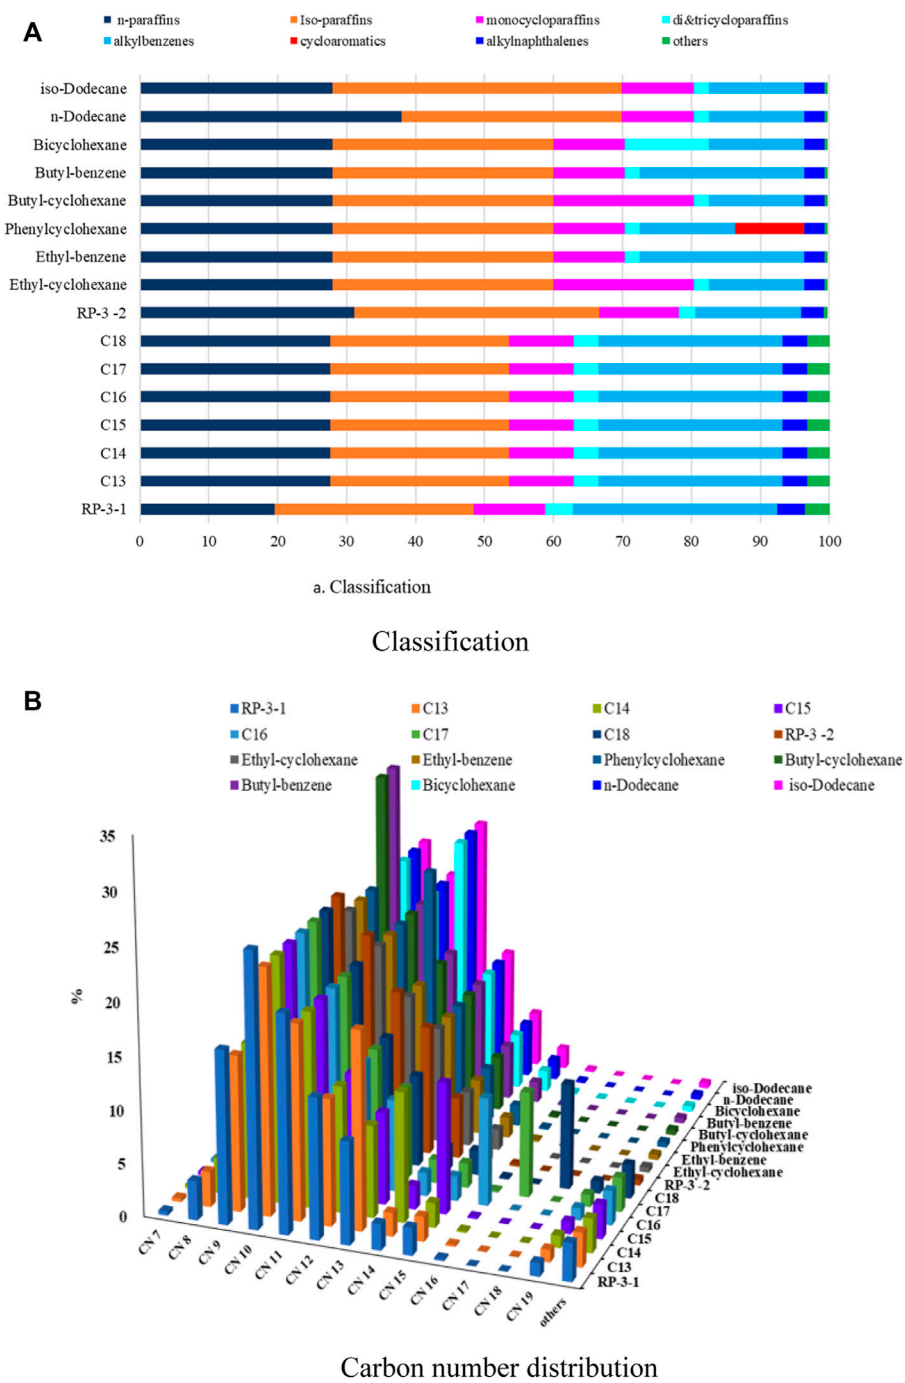 A
n-paraffins Iso-paraffins monocycloparaffins di&tricycloparaffins
alkylbenzenes cycloaromatics alkylnaphthalenes others
iso-Dodecane
n-Dodecane
Bicyclohexane
Butyl-benzene
Butyl-cyclohexane
Phenylcyclohexane
Ethyl-benzene
Ethyl-cyclohexane
RP-3 -2
C18
C17
C16
C15
C14
C13
RP-3-1
0 10 20 30 40 50 60 70 80 90 100
a. Classification
Classification
B
RP-3-1 C13 C14 C15
C16 C17 C18 RP-3 -2
Ethyl-cyclohexane Ethyl-benzene Phenylcyclohexane Butyl-cyclohexane
Butyl-benzene Bicyclohexane n-Dodecane iso-Dodecane
35
30
25
20
15
10
5
0
%
iso-Dodecane
n-Dodecane
Bicyclohexane
Butyl-benzene
Butyl-cyclohexane
Phenylcyclohexane
Ethyl-benzene
Ethyl-cyclohexane
RP-3 -2
C18
C17
C16
C15
C14
C13
RP-3-1
CN 7
CN 8
CN 9
CN 10
CN 11
CN 12
CN 13
CN 14
CN 15
CN 16
CN 17
CN 18
CN 19
others
Carbon number distribution